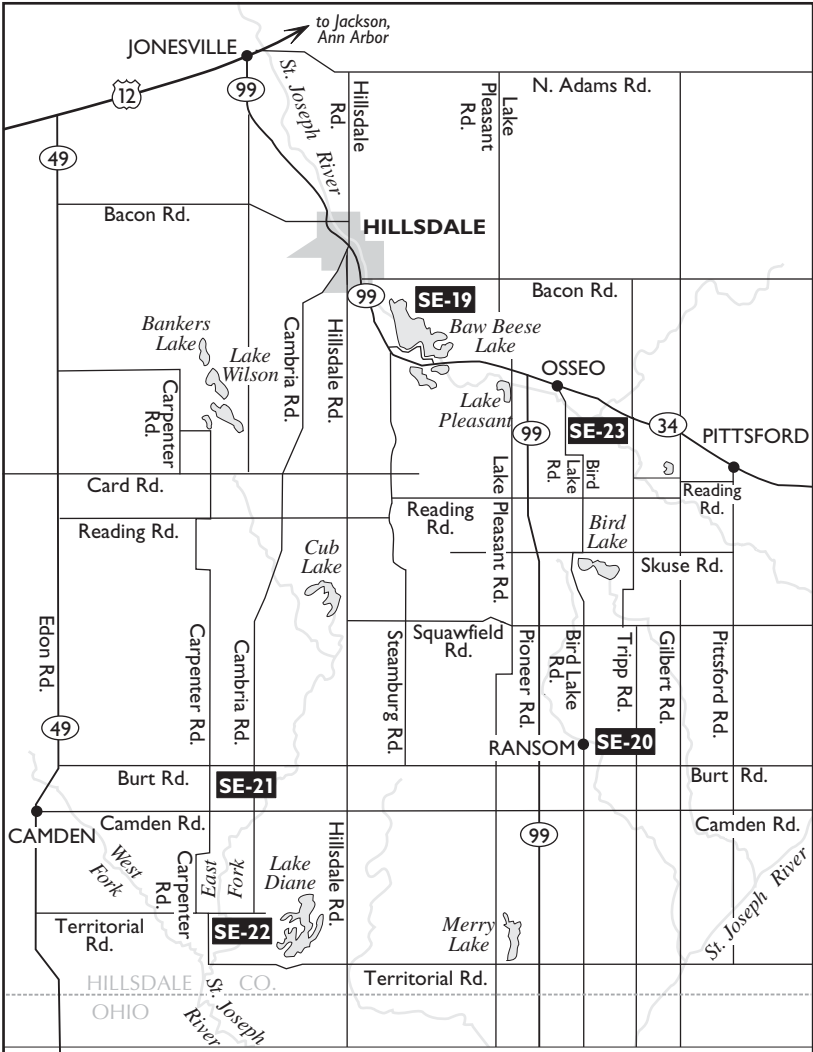 to Jackson,
Ann Arbor
JONESVILLE
12
99
St. Joseph River
Hillsdale
Rd.
Lake
Pleasant
Rd.
N. Adams Rd.
49
Bacon Rd.
HILLSDALE
99
SE-19
Bacon Rd.
Bankers
Lake
Lake
Wilson
Cambria Rd.
Hillsdale Rd.
Baw Beese
Lake
OSSEO
Carpenter
Rd.
Lake
Pleasant
99
SE-23
34
PITTSFORD
Card Rd.
Reading Rd.
Reading
Rd.
Lake Pleasant Rd.
Bird
Lake
Rd.
Reading
Rd.
Bird
Lake
Skuse Rd.
Cub
Lake
Edon Rd.
Carpenter Rd.
Cambria Rd.
Steamburg Rd.
Squawfield
Rd.
Pioneer Rd.
Bird Lake
Rd.
Tripp Rd.
Gilbert Rd.
Pittsford Rd.
49
RANSOM
SE-20
Burt Rd.
SE-21
Burt Rd.
CAMDEN
Camden Rd.
99
Camden Rd.
West
Fork
Carpenter
Rd.
East
Fork
Lake
Diane
Hillsdale Rd.
Merry
Lake
St. Joseph River
Territorial
Rd.
SE-22
Territorial Rd.
HILLSDALE CO.
OHIO
St. Joseph
River